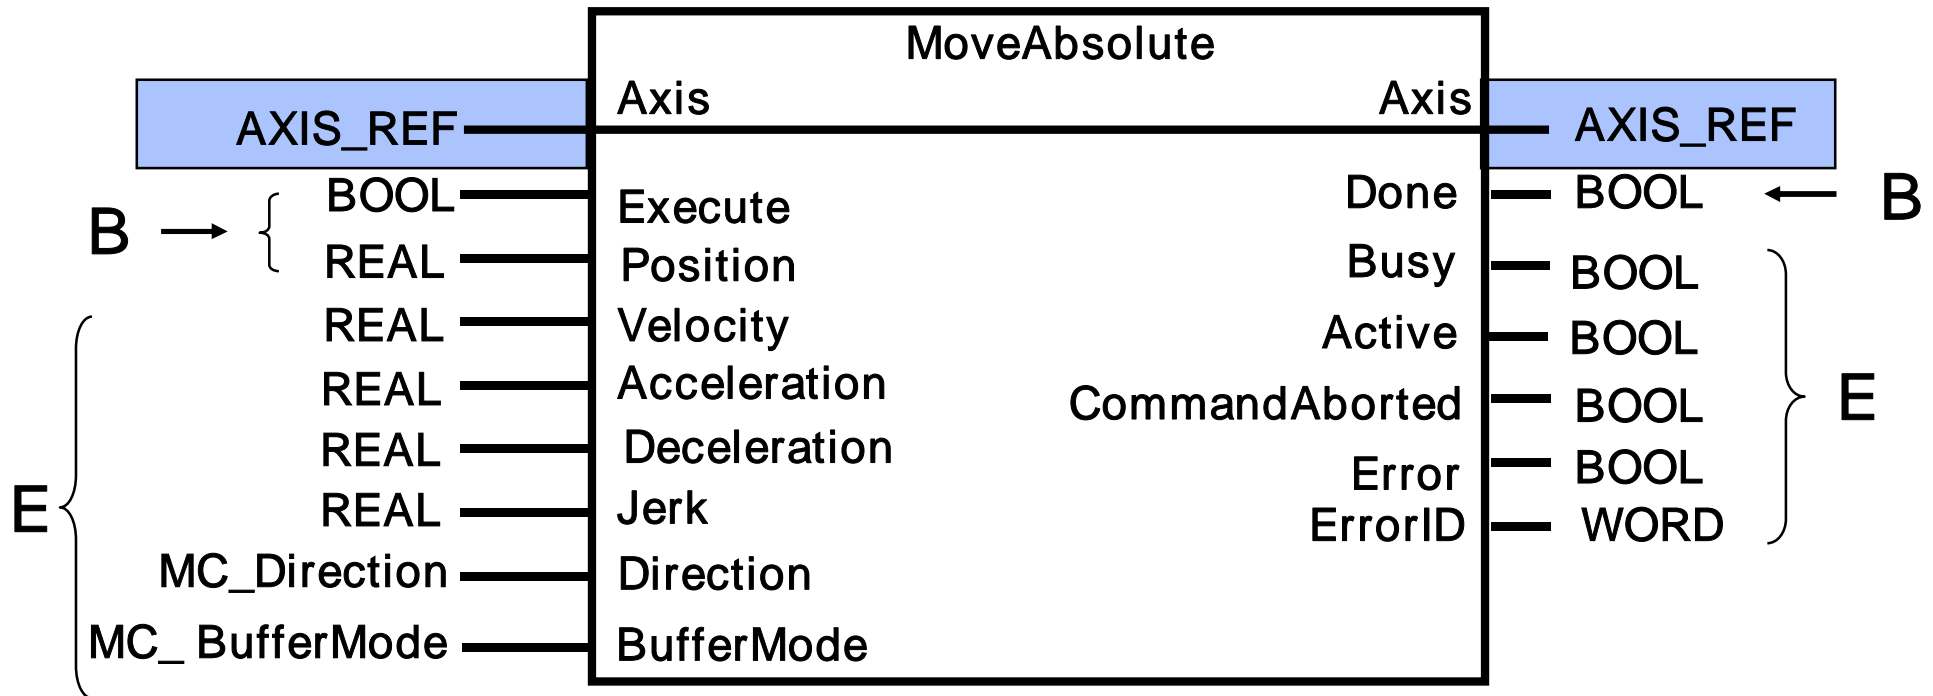 MoveAbsolute
AXIS_REF Axis Axis AXIS_REF
B BOOL Execute Done BOOL B
REAL Position Busy BOOL
REAL Velocity Active BOOL
REAL Acceleration CommandAborted BOOL E
REAL Deceleration Error BOOL
E REAL Jerk ErrorID WORD
MC_Direction Direction
MC_ BufferMode BufferMode